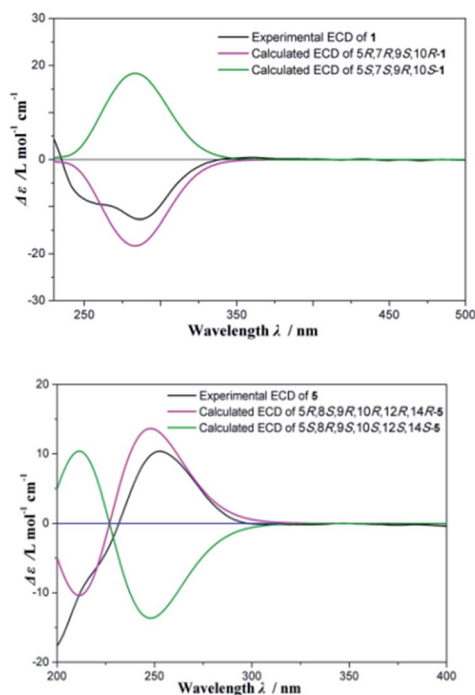 Experimental ECD of 1
Calculated ECD of 5R,7R,9S,10R-1
Calculated ECD of 5S,7S,9R,10S-1
Δε /L mol⁻¹ cm⁻¹
30
20
10
0
-10
-20
-30
250
350
450
500
Wavelength λ / nm
Experimental ECD of 5
Calculated ECD of 5R,8S,9R,10R,12R,14R-5
Calculated ECD of 5S,8R,9S,10S,12S,14S-5
Δε /L mol⁻¹ cm⁻¹
20
10
0
-10
-20
200
250
300
350
400
Wavelength λ / nm